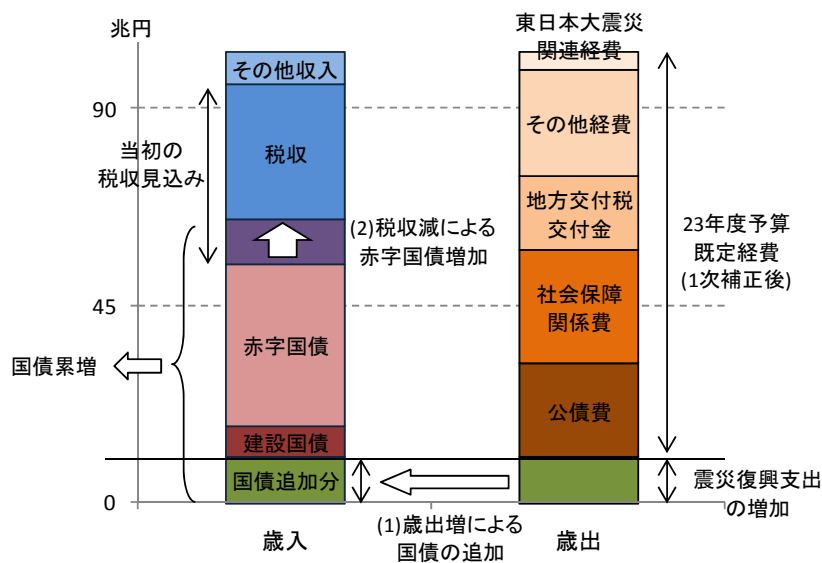 兆円
90
45
0
当初の
税収見込み
国債累増
その他収入
税収
(2)税収減による
赤字国債増加
赤字国債
建設国債
国債追加分
歳入
(1)歳出増による
国債の追加
東日本大震災
関連経費
その他経費
地方交付税
交付金
社会保障
関係費
公債費
歳出
23年度予算
既定経費
(1次補正後)
震災復興支出
の増加